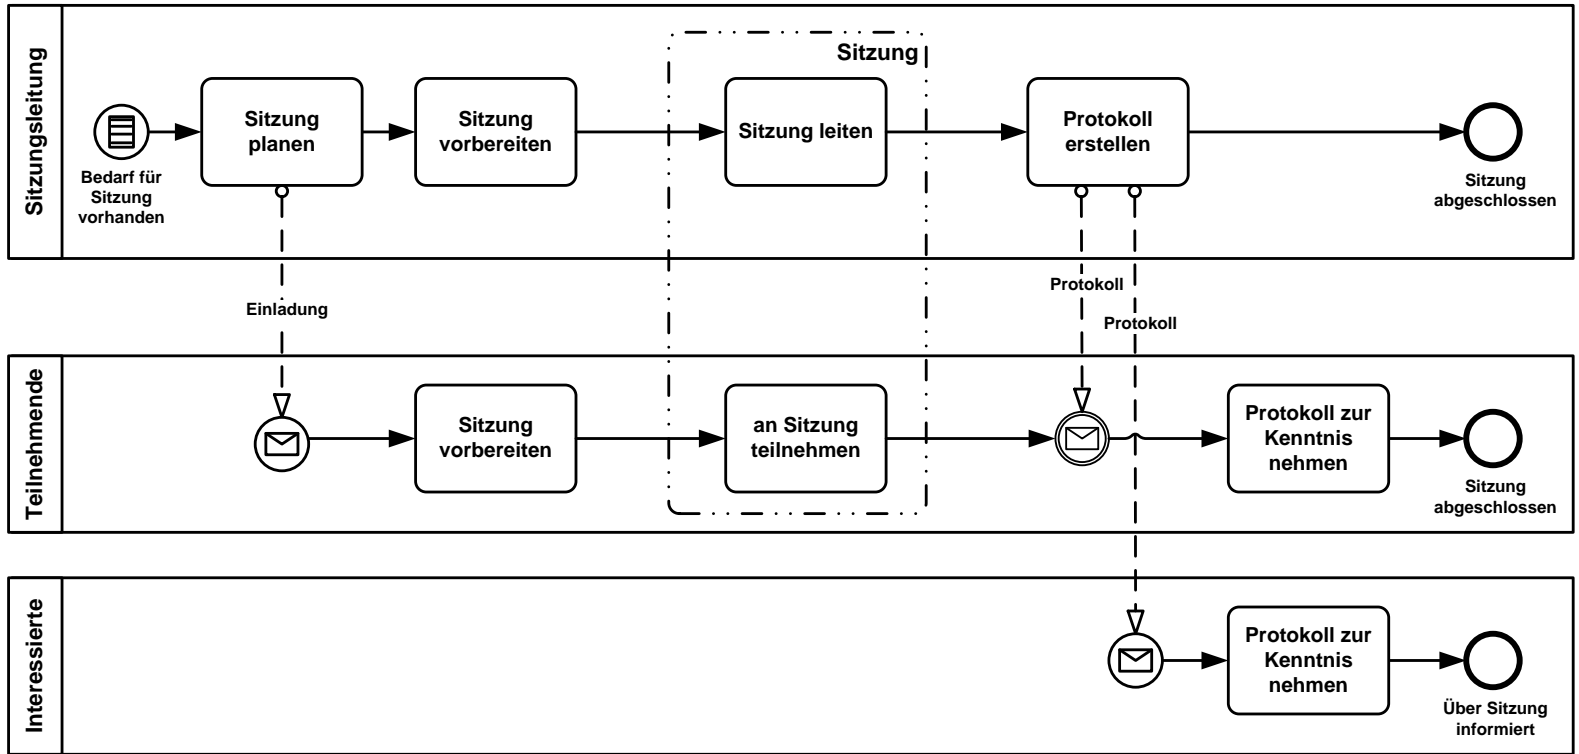 Sitzungsleitung
Sitzung
Sitzung
planen
Sitzung
vorbereiten
Sitzung leiten
Protokoll
erstellen
Bedarf für
Sitzung
vorhanden
Sitzung
abgeschlossen
Einladung
Protokoll
Protokoll
Teilnehmende
Sitzung
vorbereiten
an Sitzung
teilnehmen
Protokoll zur
Kenntnis
nehmen
Sitzung
abgeschlossen
Interessierte
Protokoll zur
Kenntnis
nehmen
Über Sitzung
informiert